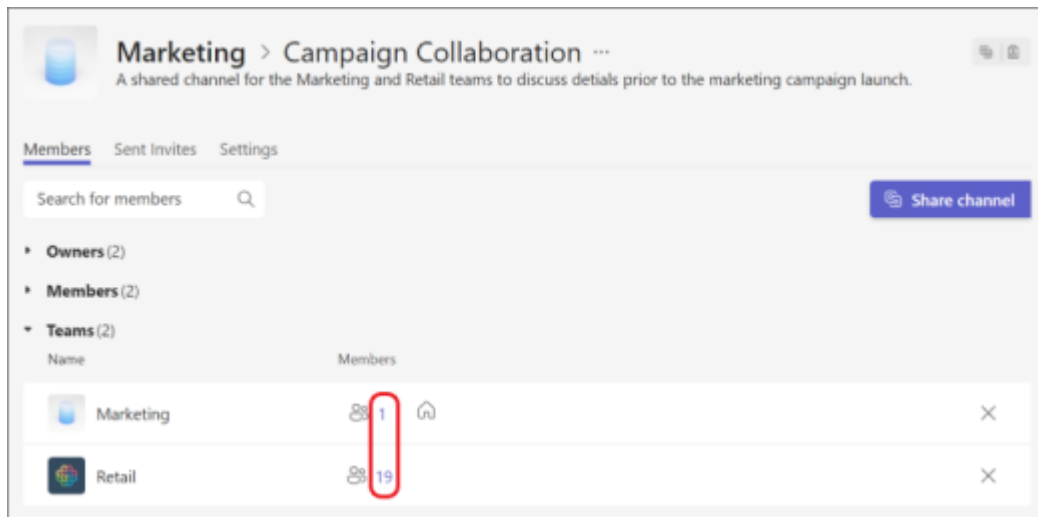 Marketing > Campaign Collaboration ...
A shared channel for the Marketing and Retail teams to discuss detials prior to the marketing campaign launch.
Members Sent Invites Settings
Search for members Share channel
Owners (2)
Members (2)
Teams (2)
Name Members
Marketing 1
Retail 19